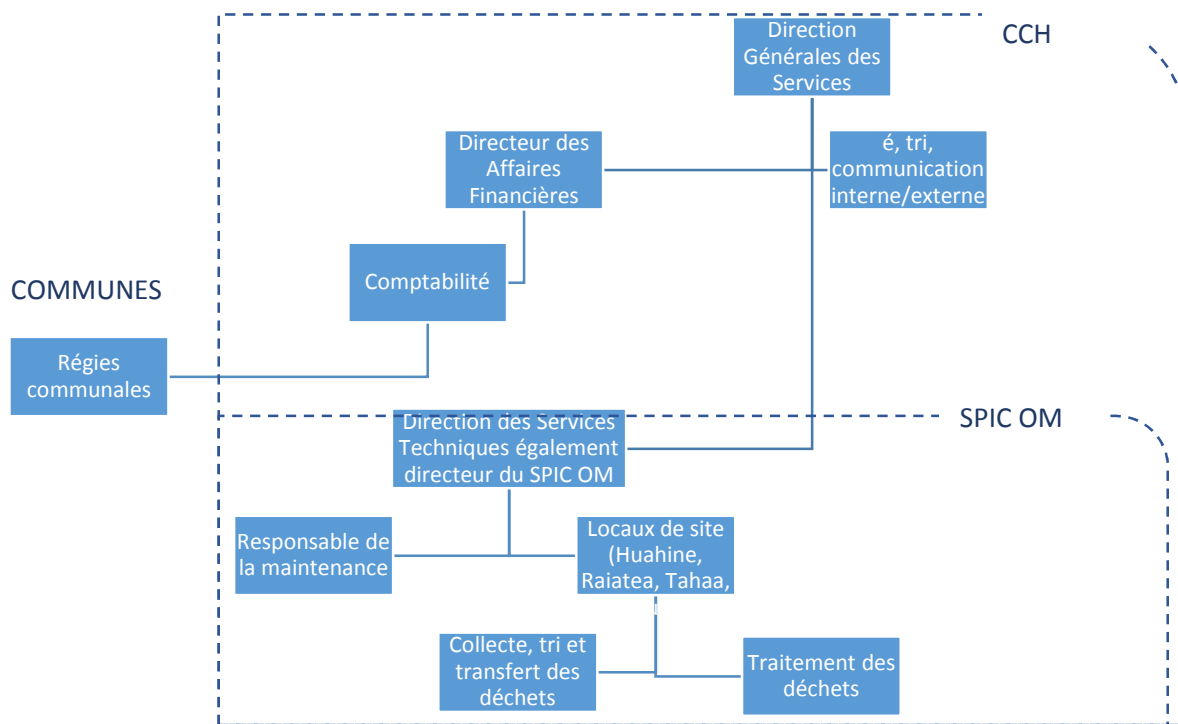 CCH
Direction
Générales des
Services
Directeur des
Affaires
Financières
é, tri,
communication
interne/externe
Comptabilité
COMMUNES
Régies
communales
SPIC OM
Direction des Services
Techniques également
directeur du SPIC OM
Responsable de
la maintenance
Locaux de site
(Huahine,
Raiatea, Tahaa,
Collecte, tri et
transfert des
déchets
Traitement des
déchets